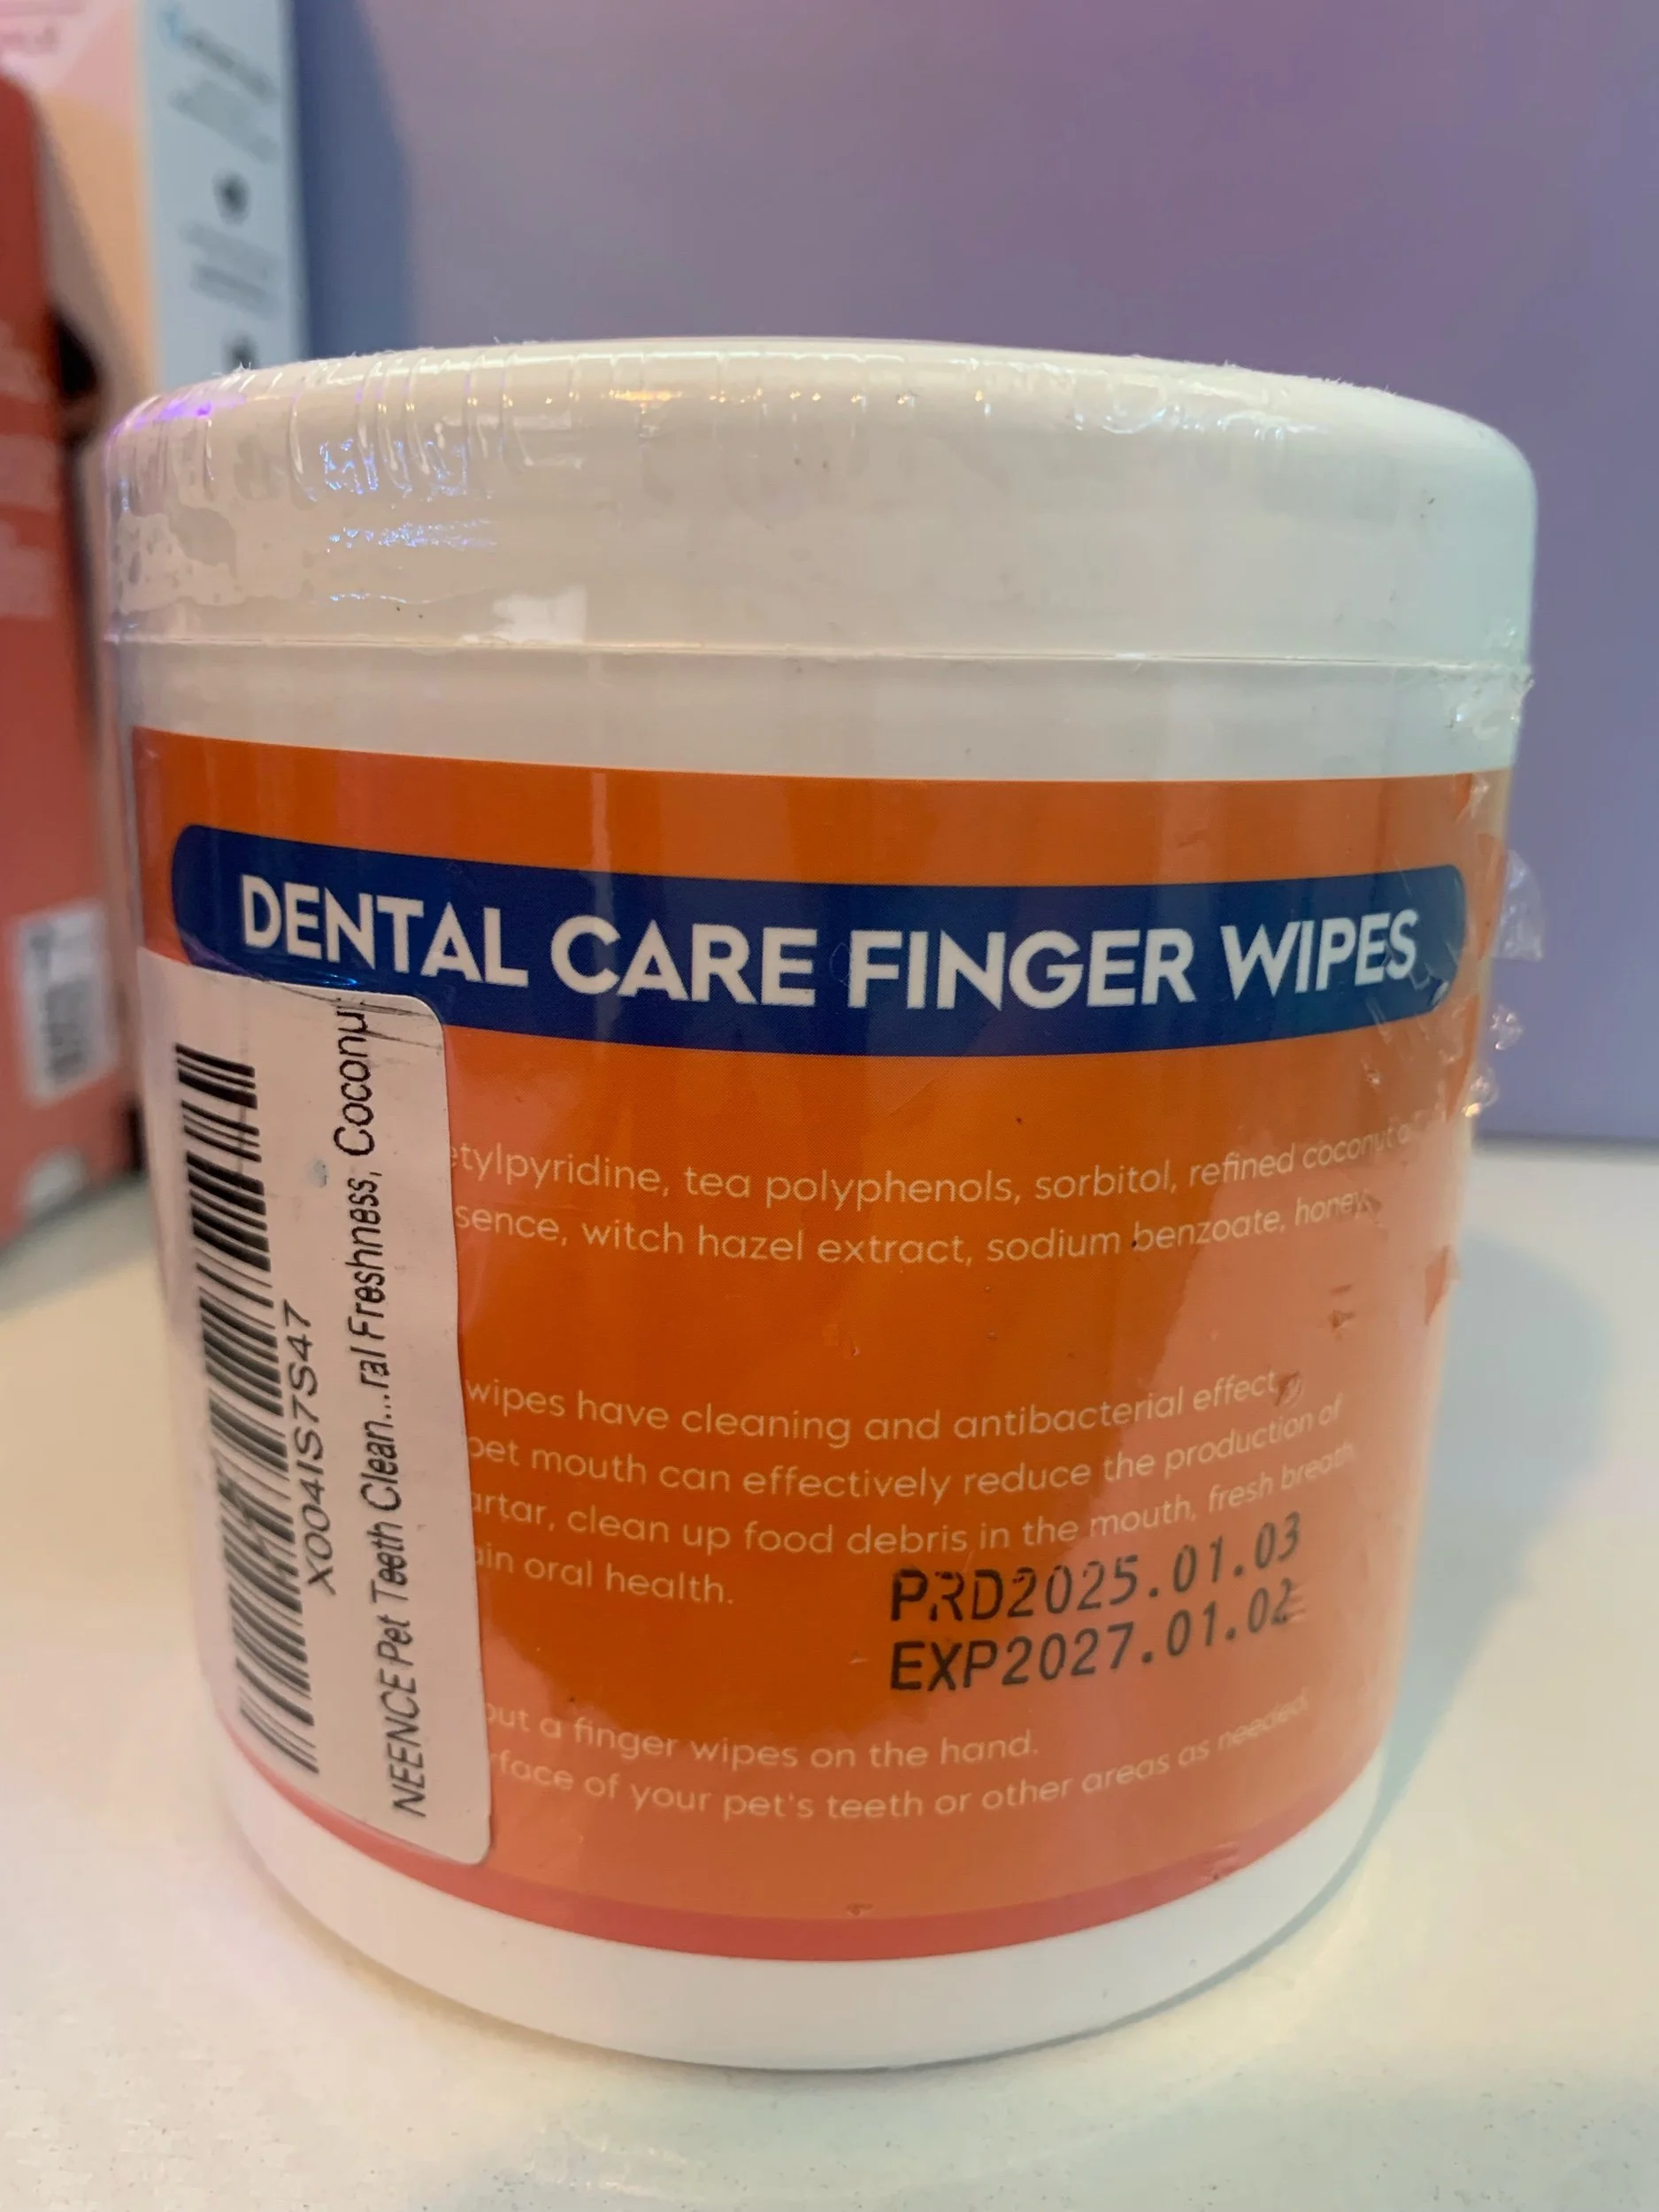 DENTAL CARE FINGER WIPES
etylpyridine, tea polyphenols, sorbitol, refined coconut
sence, witch hazel extract, sodium benzoate, honey
wipes have cleaning and antibacterial effect,
pet mouth can effectively reduce the production of
artar, clean up food debris in the mouth, fresh breath
ain oral health.
PRD2025.01.03
EXP2027.01.02
put a finger wipes on the hand.
rface of your pet's teeth or other areas as needed.
X004IS7S47
NEENCE Pet Teeth Clean...ral Freshness, Coconu